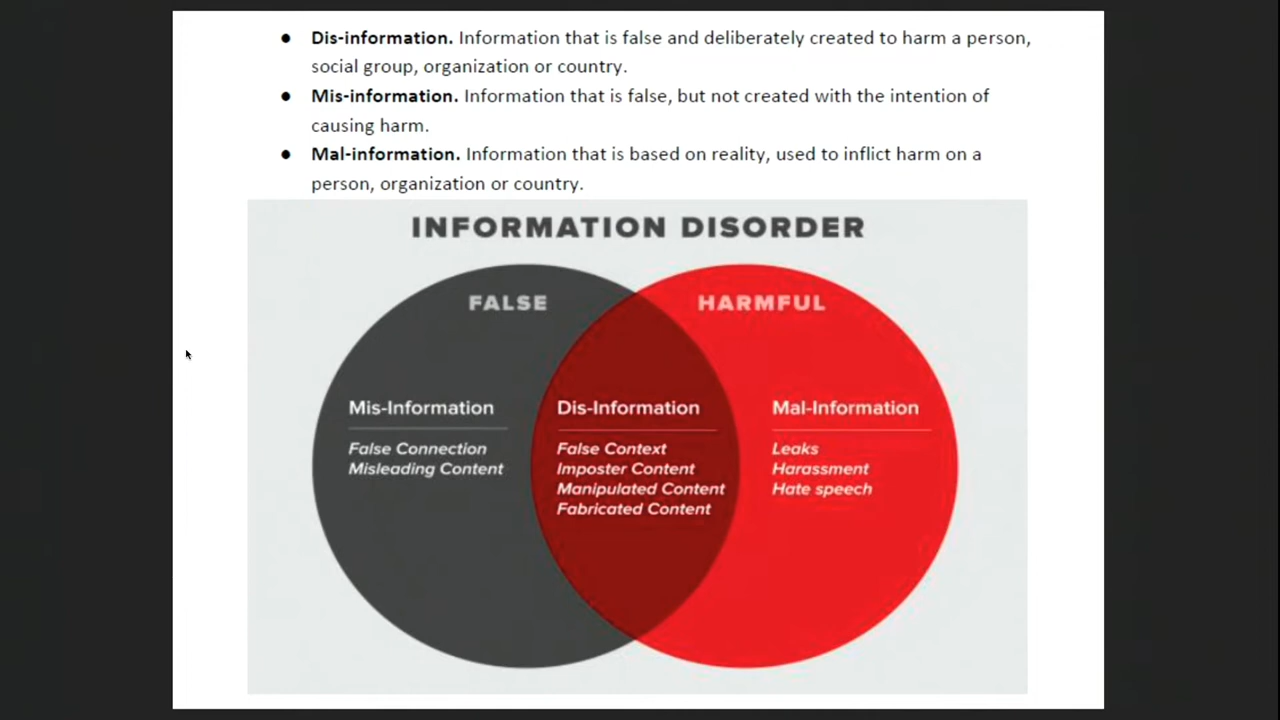 ● Dis-information. Information that is false and deliberately created to harm a person,
social group, organization or country.
● Mis-information. Information that is false, but not created with the intention of
causing harm.
● Mal-information. Information that is based on reality, used to inflict harm on a
person, organization or country.
INFORMATION DISORDER
FALSE
HARMFUL
Mis-Information
False Connection
Misleading Content
Dis-Information
False Context
Imposter Content
Manipulated Content
Fabricated Content
Mal-Information
Leaks
Harassment
Hate speech